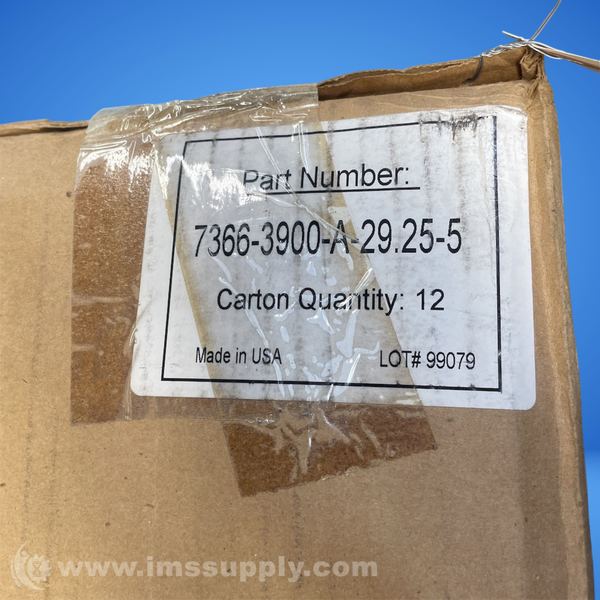 Part Number:
7366-3900-A-29.25-5
Carton Quantity: 12
Made in USA LOT# 99079
www.imssupply.com